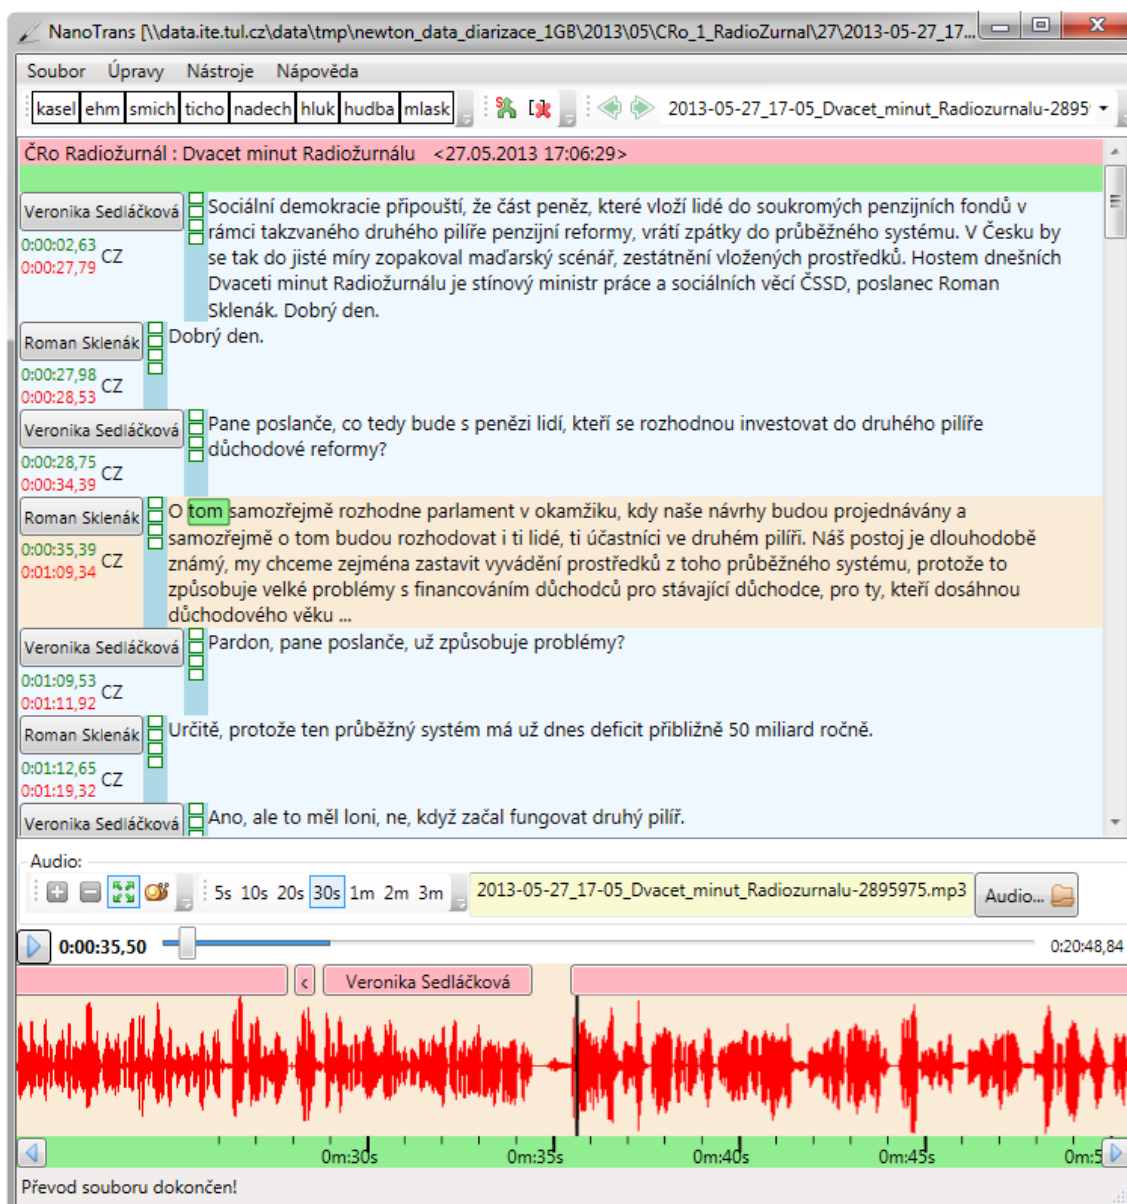 NanoTrans [\\data.ite.tul.cz\data\tmp\newton_data_diarizace_1GB\2013\05\CRo_1_RadioZurnal\27\2013-05-27_17...
Soubor Úpravy Nástroje Nápověda
kasel ehm smich ticho nadech hluk hudba mlask 2013-05-27_17-05_Dvacet_minut_Radiozurnalu-2895
ČRo Radiožurnál : Dvacet minut Radiožurnálu <27.05.2013 17:06:29>
Veronika Sedláčková
0:00:02,63
0:00:27,79
CZ
Sociální demokracie připouští, že část peněz, které vloží lidé do soukromých penzijních fondů v
rámci takzvaného druhého pilíře penzijní reformy, vrátí zpátky do průběžného systému. V Česku by
se tak do jisté míry zopakoval maďarský scénář, zestátnění vložených prostředků. Hostem dnešních
Dvaceti minut Radiožurnálu je stínový ministr práce a sociálních věcí ČSSD, poslanec Roman
Sklenák. Dobrý den.
Roman Sklenák
0:00:27,98
0:00:28,53
CZ
Dobrý den.
Veronika Sedláčková
0:00:28,75
0:00:34,39
CZ
Pane poslanče, co tedy bude s penězi lidí, kteří se rozhodnou investovat do druhého pilíře
důchodové reformy?
Roman Sklenák
0:00:35,39
0:01:09,34
CZ
O tom samozřejmě rozhodne parlament v okamžiku, kdy naše návrhy budou projednávány a
samozřejmě o tom budou rozhodovat i ti lidé, ti účastníci ve druhém pilíři. Náš postoj je dlouhodobě
známý, my chceme zejména zastavit vyvádění prostředků z toho průběžného systému, protože to
způsobuje velké problémy s financováním důchodců pro stávající důchodce, pro ty, kteří dosáhnou
důchodového věku ...
Veronika Sedláčková
0:01:09,53
0:01:11,92
CZ
Pardon, pane poslanče, už způsobuje problémy?
Roman Sklenák
0:01:12,65
0:01:19,32
CZ
Určitě, protože ten průběžný systém má už dnes deficit přibližně 50 miliard ročně.
Veronika Sedláčková
Ano, ale to měl loni, ne, když začal fungovat druhý pilíř.
Audio:
5s 10s 20s 30s 1m 2m 3m 2013-05-27_17-05_Dvacet_minut_Radiozurnalu-2895975.mp3 Audio...
0:00:35,50 0:20:48,84
< Veronika Sedláčková
0m:30s 0m:35s 0m:40s 0m:45s 0m:5
Převod souboru dokončen!